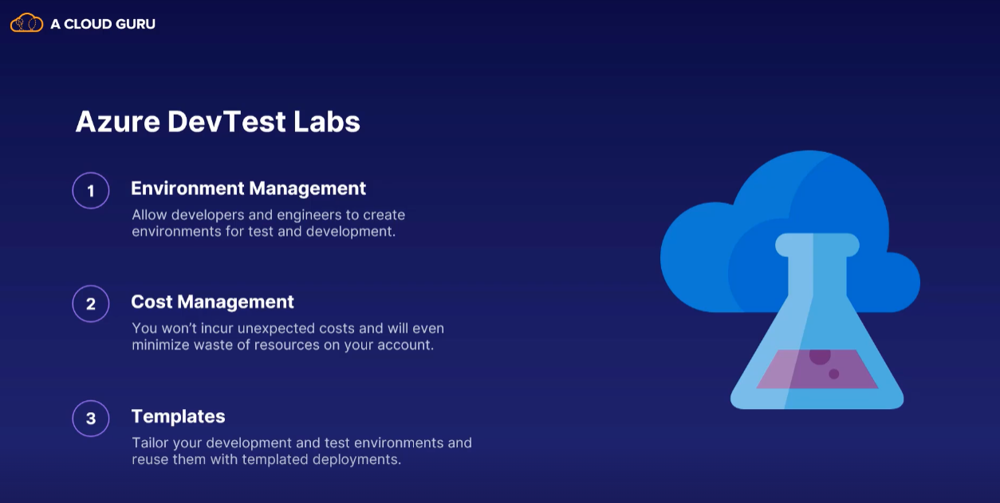 A CLOUD GURU
Azure DevTest Labs
1
Environment Management
Allow developers and engineers to create
environments for test and development.
2
Cost Management
You won’t incur unexpected costs and will even
minimize waste of resources on your account.
3
Templates
Tailor your development and test environments and
reuse them with templated deployments.